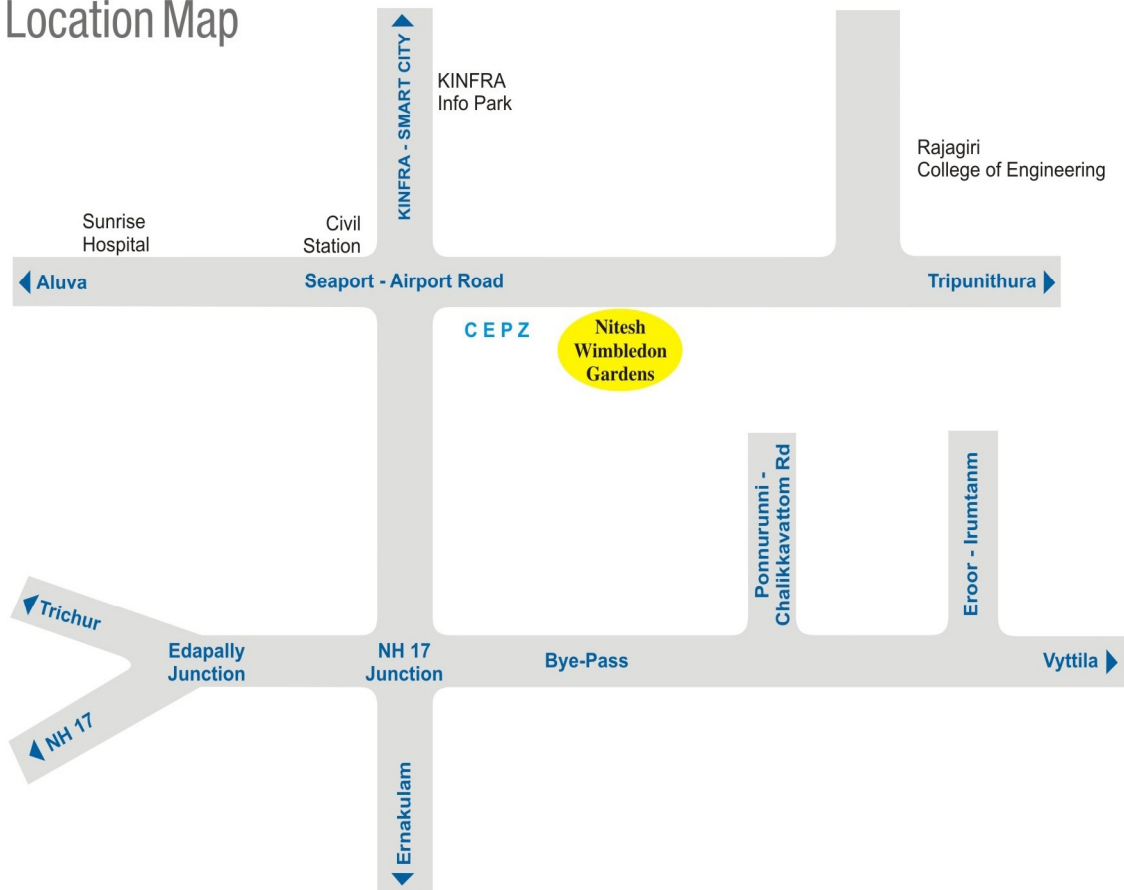 Location Map
KINFRA - SMART CITY
KINFRA
Info Park
Rajagiri
College of Engineering
Sunrise
Hospital
Civil
Station
Aluva
Seaport - Airport Road
Tripunithura
C E P Z
Nitesh
Wimbledon
Gardens
Ponnurunni -
Chalikkavattom Rd
Eroor - Irumtanm
Trichur
Edapally
Junction
NH 17
Junction
Bye-Pass
Vyttila
NH 17
Ernakulam